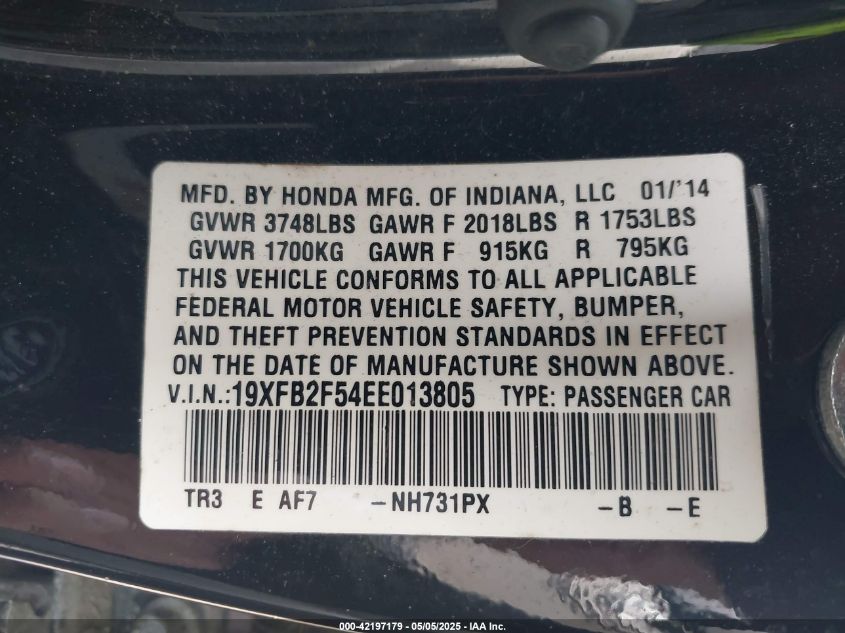 MFD. BY HONDA MFG. OF INDIANA, LLC 01/'14
GVWR 3748LBS GAWR F 2018LBS R 1753LBS
GVWR 1700KG GAWR F 915KG R 795KG
THIS VEHICLE CONFORMS TO ALL APPLICABLE
FEDERAL MOTOR VEHICLE SAFETY, BUMPER,
AND THEFT PREVENTION STANDARDS IN EFFECT
ON THE DATE OF MANUFACTURE SHOWN ABOVE.
V.I.N.:19XFB2F54EE013805 TYPE: PASSENGER CAR
TR3 E AF7 -NH731PX -B -E
000-42197179 - 05/05/2025 - IAA Inc.